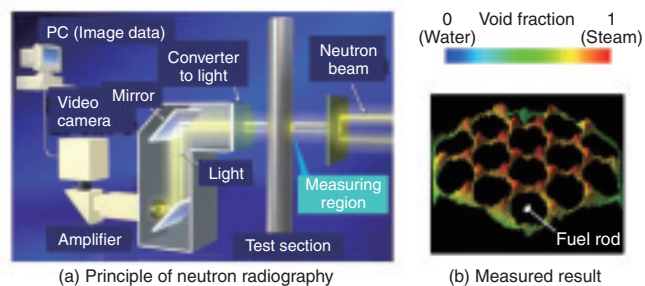 PC (Image data)
Converter
to light
Neutron
beam
Video
camera
Mirror
Light
Measuring
region
Amplifier
Test section
(a) Principle of neutron radiography
0 Void fraction 1
(Water) (Steam)
Fuel rod
(b) Measured result